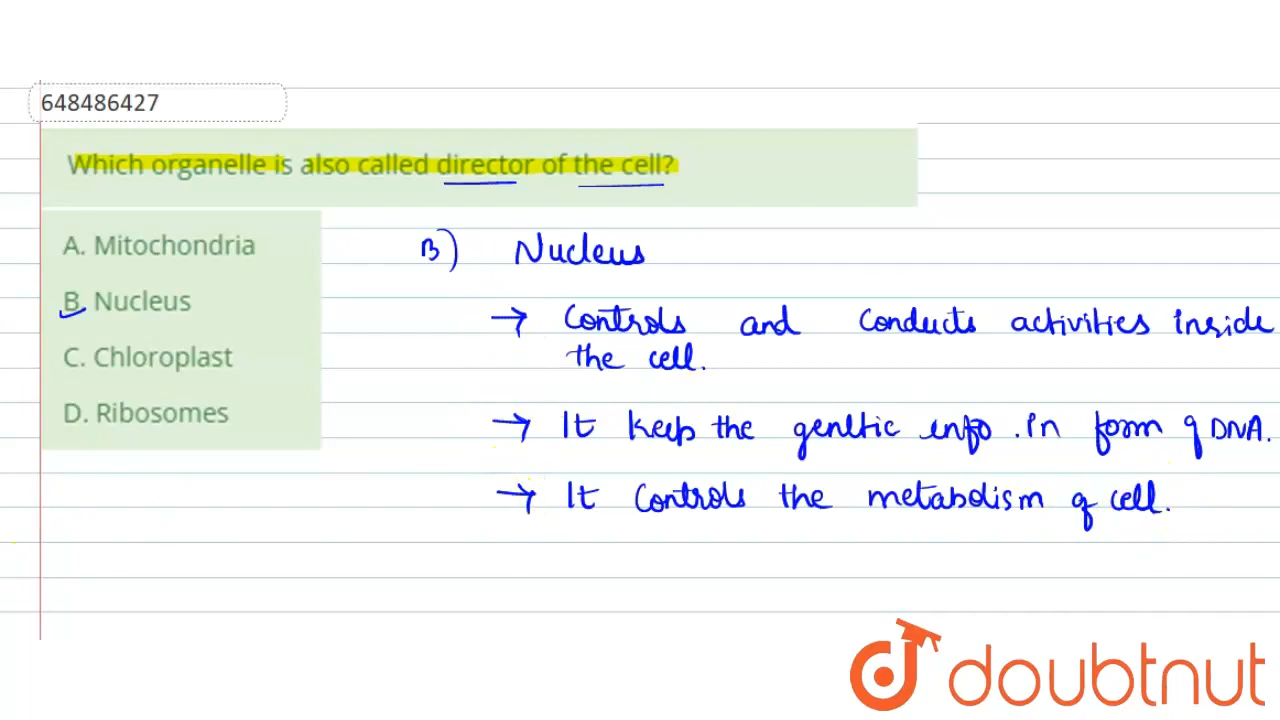 648486427
Which organelle is also called director of the cell?
A. Mitochondria
B. Nucleus
C. Chloroplast
D. Ribosomes
B) Nucleus
→ Controls and conducts activities inside
the cell.
→ It keep the genetic info. in form of DNA.
→ It controls the metabolism of cell.
doubtnut